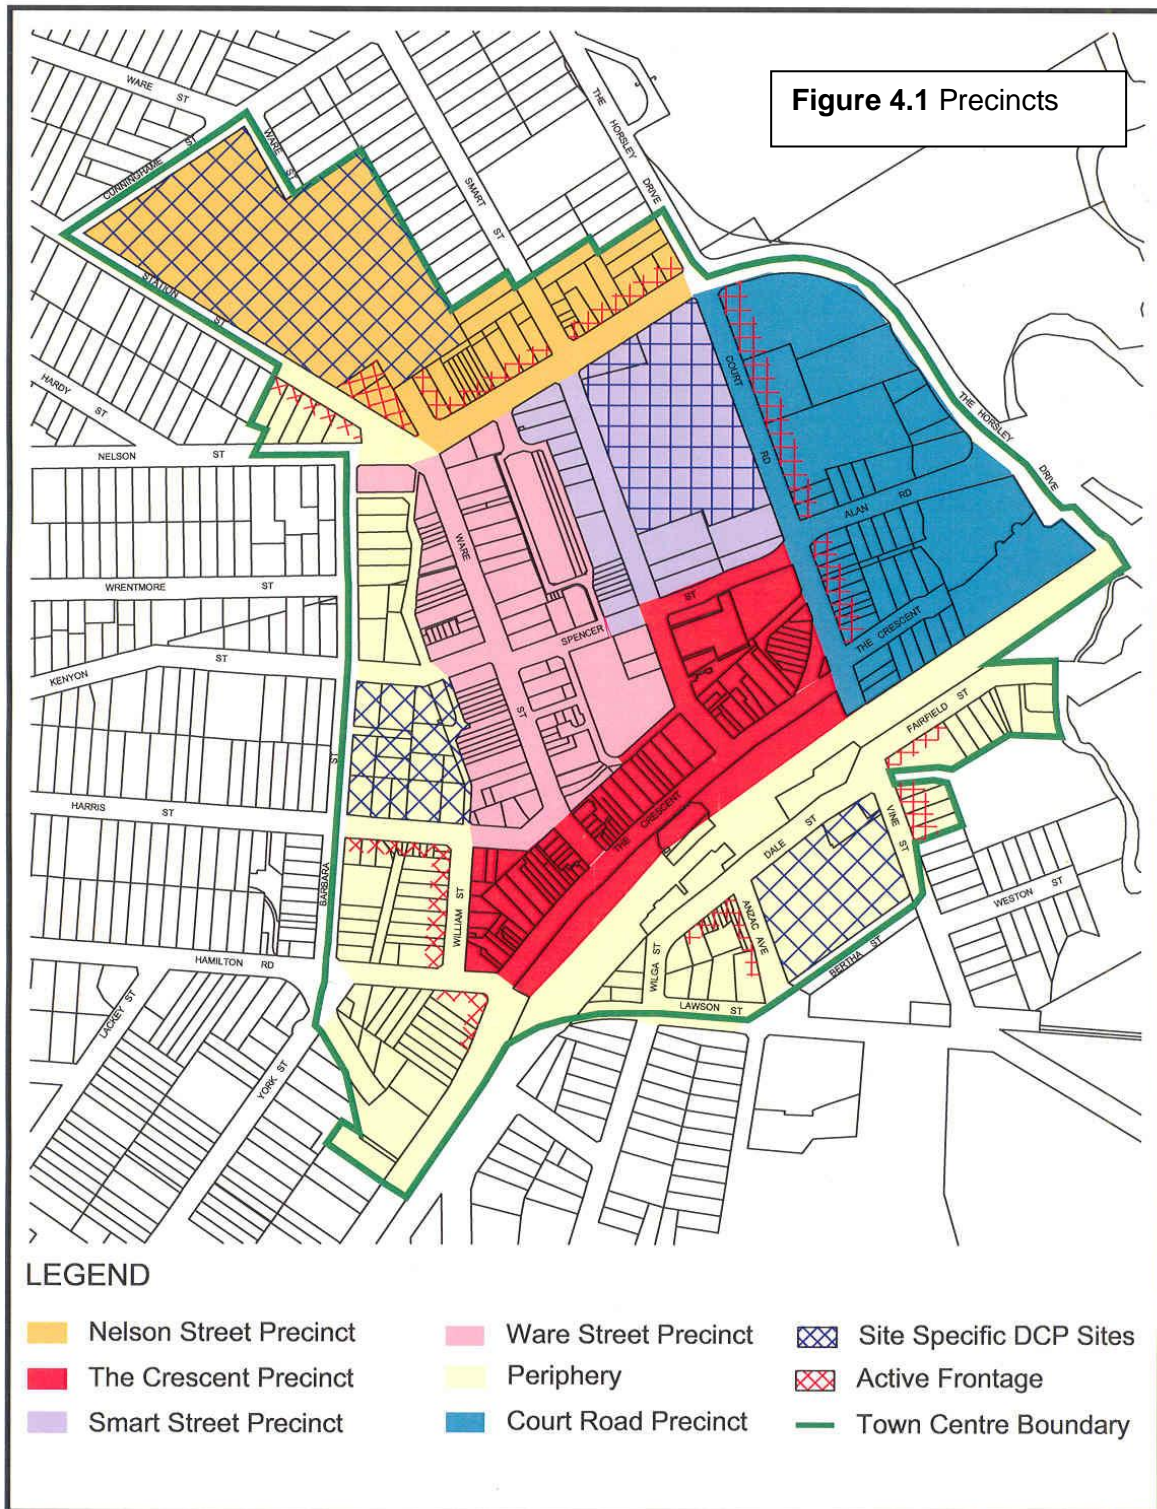 Figure 4.1 Precincts
WARE ST
THE HORSLEY DRIVE
WARE ST
CUNNINGHAME ST
SMART ST
STATION ST
COURT RD
HARDY ST
THE HORSLEY DRIVE
NELSON ST
ALAN RD
WARE ST
WRENTMORE ST
ST
SPENCER
THE CRESCENT
KENYON ST
FAIRFIELD ST
BARBARA ST
HARRIS ST
THE CRESCENT
DALE ST
VINE ST
WILLIAM ST
ANZAC AVE
WESTON ST
HAMILTON RD
WILGA ST
BERTHA ST
LACKEY ST
LAWSON ST
YORK ST
LEGEND
Nelson Street Precinct
Ware Street Precinct
Site Specific DCP Sites
The Crescent Precinct
Periphery
Active Frontage
Smart Street Precinct
Court Road Precinct
Town Centre Boundary